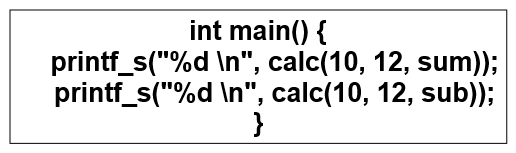 int main() {
printf_s("%d \n", calc(10, 12, sum));
printf_s("%d \n", calc(10, 12, sub));
}